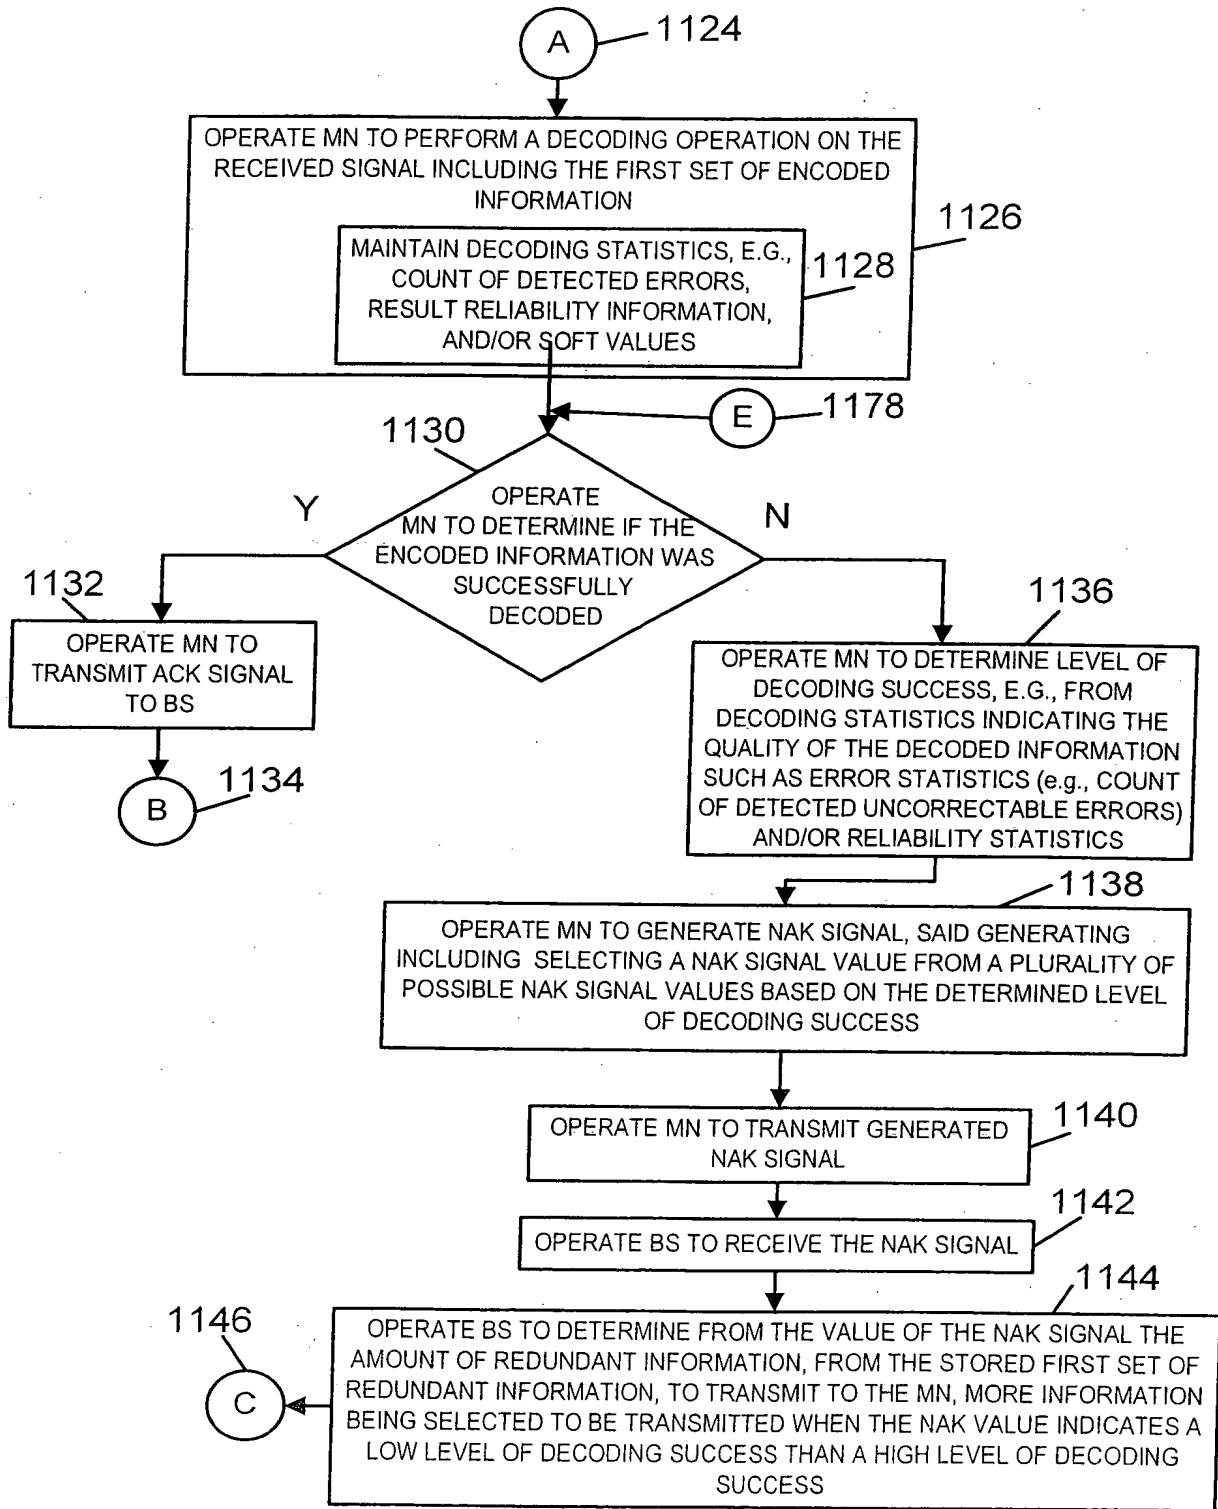 A
1124
OPERATE MN TO PERFORM A DECODING OPERATION ON THE
RECEIVED SIGNAL INCLUDING THE FIRST SET OF ENCODED
INFORMATION
1126
MAINTAIN DECODING STATISTICS, E.G.,
COUNT OF DETECTED ERRORS,
RESULT RELIABILITY INFORMATION,
AND/OR SOFT VALUES
1128
E
1178
1130
Y
N
OPERATE
MN TO DETERMINE IF THE
ENCODED INFORMATION WAS
SUCCESSFULLY
DECODED
1132
OPERATE MN TO
TRANSMIT ACK SIGNAL
TO BS
B
1134
1136
OPERATE MN TO DETERMINE LEVEL OF
DECODING SUCCESS, E.G., FROM
DECODING STATISTICS INDICATING THE
QUALITY OF THE DECODED INFORMATION
SUCH AS ERROR STATISTICS (e.g., COUNT
OF DETECTED UNCORRECTABLE ERRORS)
AND/OR RELIABILITY STATISTICS
1138
OPERATE MN TO GENERATE NAK SIGNAL, SAID GENERATING
INCLUDING SELECTING A NAK SIGNAL VALUE FROM A PLURALITY OF
POSSIBLE NAK SIGNAL VALUES BASED ON THE DETERMINED LEVEL
OF DECODING SUCCESS
OPERATE MN TO TRANSMIT GENERATED
NAK SIGNAL
1140
OPERATE BS TO RECEIVE THE NAK SIGNAL
1142
1144
OPERATE BS TO DETERMINE FROM THE VALUE OF THE NAK SIGNAL THE
AMOUNT OF REDUNDANT INFORMATION, FROM THE STORED FIRST SET OF
REDUNDANT INFORMATION, TO TRANSMIT TO THE MN, MORE INFORMATION
BEING SELECTED TO BE TRANSMITTED WHEN THE NAK VALUE INDICATES A
LOW LEVEL OF DECODING SUCCESS THAN A HIGH LEVEL OF DECODING
SUCCESS
1146
C